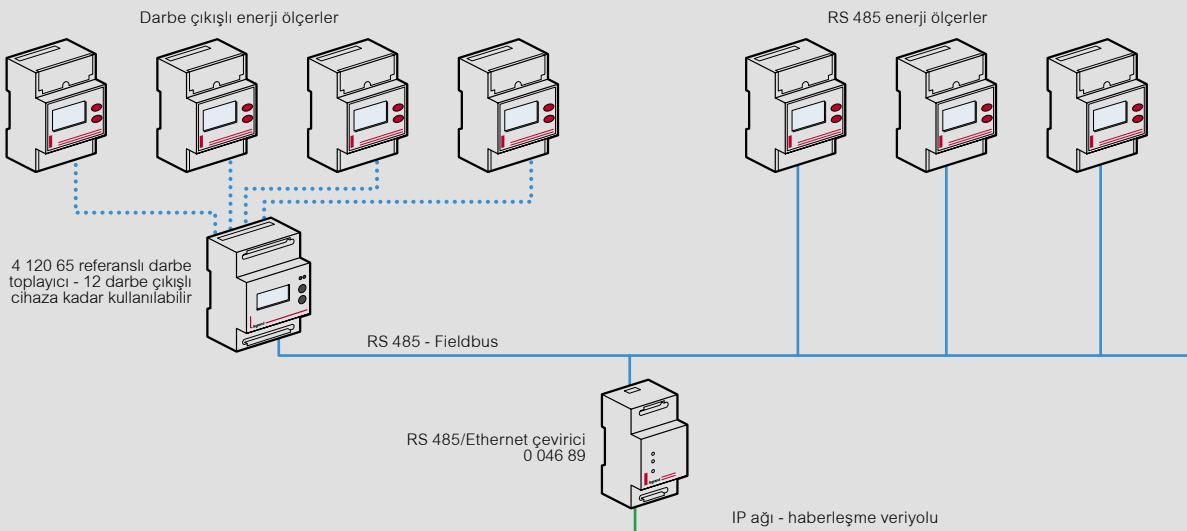 Darbe çıkışlı enerji ölçerler
RS 485 enerji ölçerler
4 120 65 referanslı darbe
toplayıcı - 12 darbe çıkışlı
cihaza kadar kullanılabilir
RS 485 - Fieldbus
RS 485/Ethernet çevirici
0 046 89
IP ağı - haberleşme veriyolu